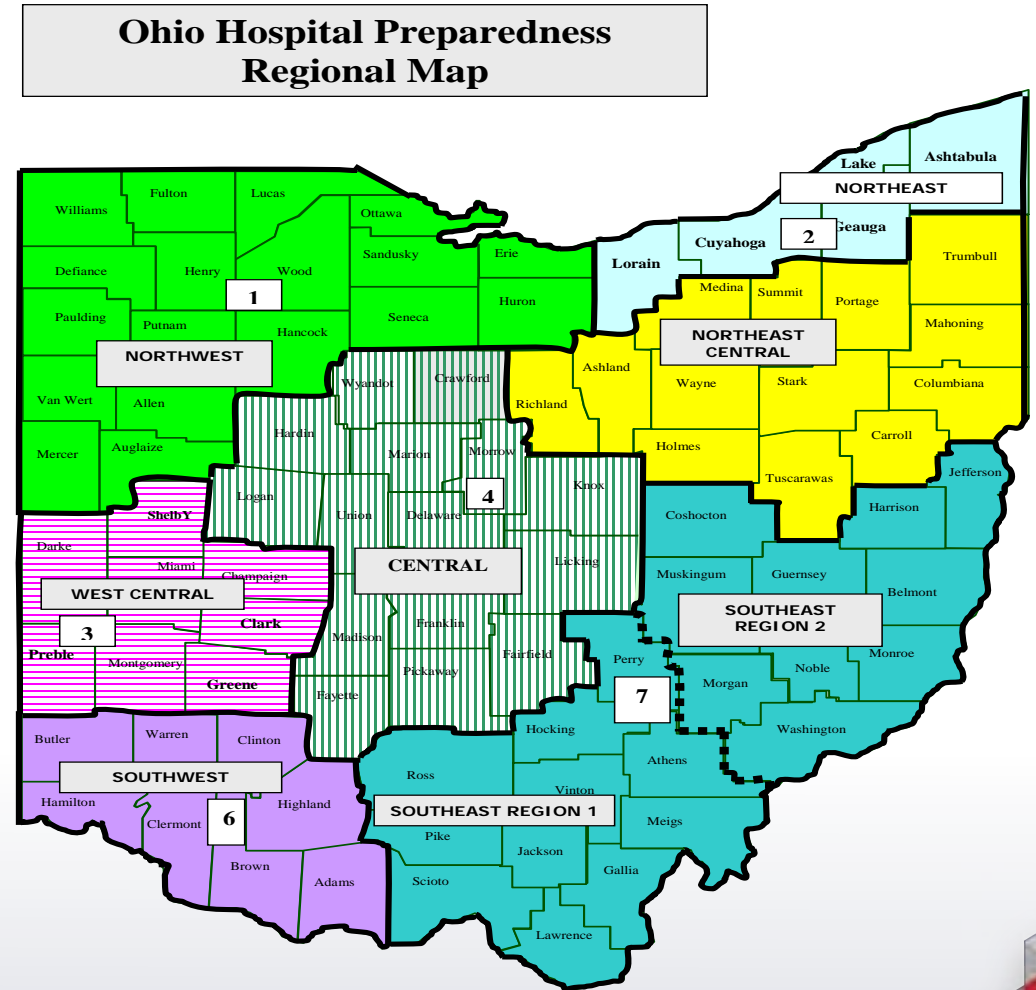 Ohio Hospital Preparedness
Regional Map
Lake
Ashtabula
NORTHEAST
Williams
Fulton
Lucas
Ottawa
Cuyahoga
2
Geauga
Lorain
Trumbull
Defiance
Henry
Wood
Sandusky
Erie
1
Medina
Summit
Portage
Paulding
Putnam
Hancock
Seneca
Huron
Mahoning
NORTHWEST
NORTHEAST
CENTRAL
Van Wert
Allen
Wyandot
Crawford
Ashland
Wayne
Stark
Columbiana
Richland
Mercer
Auglaize
Hardin
Marion
Morrow
Holmes
Carroll
Tuscarawas
Jefferson
Logan
Union
Delaware
4
Knox
Coshocton
Harrison
ShelbY
Darke
Miami
Champaign
CENTRAL
Licking
Muskingum
Guernsey
Belmont
WEST CENTRAL
SOUTHEAST
REGION 2
3
Clark
Preble
Montgomery
Greene
Madison
Franklin
Fairfield
Pickaway
Fayette
Perry
7
Morgan
Noble
Monroe
Washington
Butler
Warren
Clinton
Hocking
Athens
SOUTHWEST
Ross
Vinton
Hamilton
Clermont
6
Highland
SOUTHEAST REGION 1
Pike
Jackson
Meigs
Brown
Adams
Scioto
Gallia
Lawrence